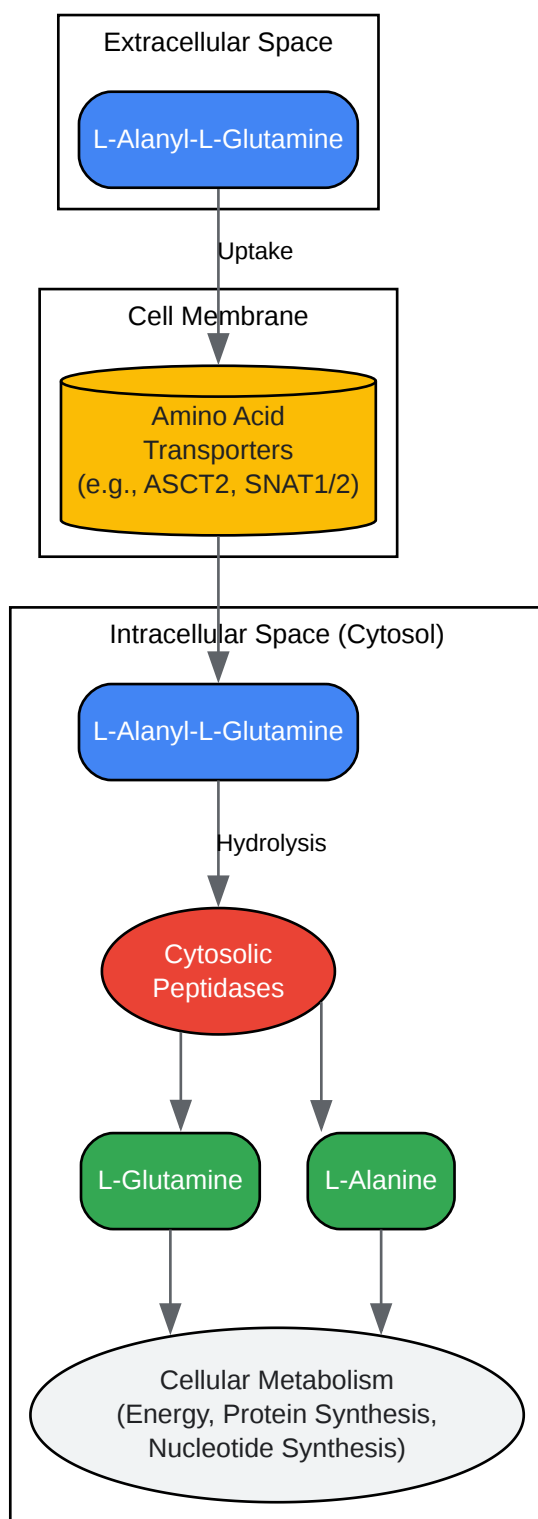 Extracellular Space
L-Alanyl-L-Glutamine
Uptake
Cell Membrane
Amino Acid
Transporters
(e.g., ASCT2, SNAT1/2)
Intracellular Space (Cytosol)
L-Alanyl-L-Glutamine
Hydrolysis
Cytosolic
Peptidases
L-Glutamine
L-Alanine
Cellular Metabolism
(Energy, Protein Synthesis,
Nucleotide Synthesis)